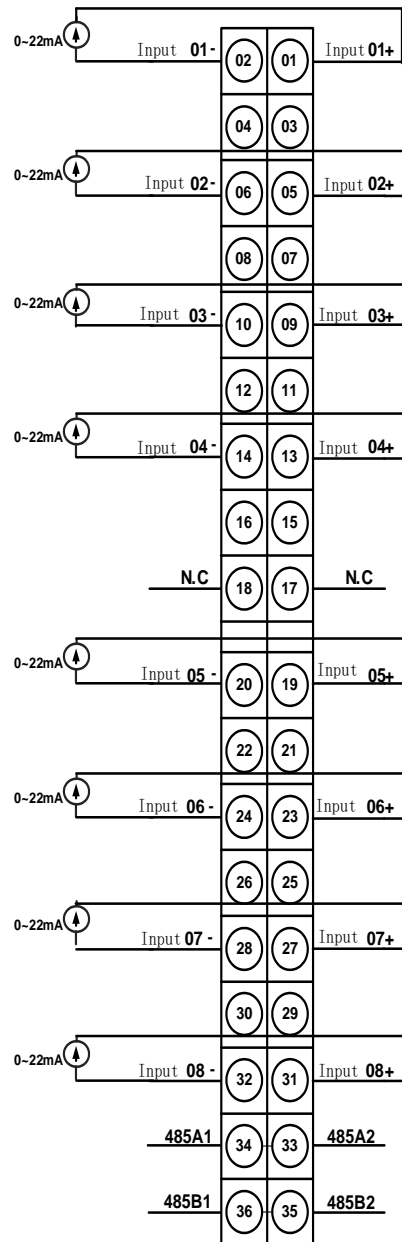 0~22mA Input 01- 02 01 Input 01+
04 03
0~22mA Input 02- 06 05 Input 02+
08 07
0~22mA Input 03- 10 09 Input 03+
12 11
0~22mA Input 04- 14 13 Input 04+
16 15
N.C 18 17 N.C
0~22mA Input 05- 20 19 Input 05+
22 21
0~22mA Input 06- 24 23 Input 06+
26 25
0~22mA Input 07- 28 27 Input 07+
30 29
0~22mA Input 08- 32 31 Input 08+
485A1 34 33 485A2
485B1 36 35 485B2